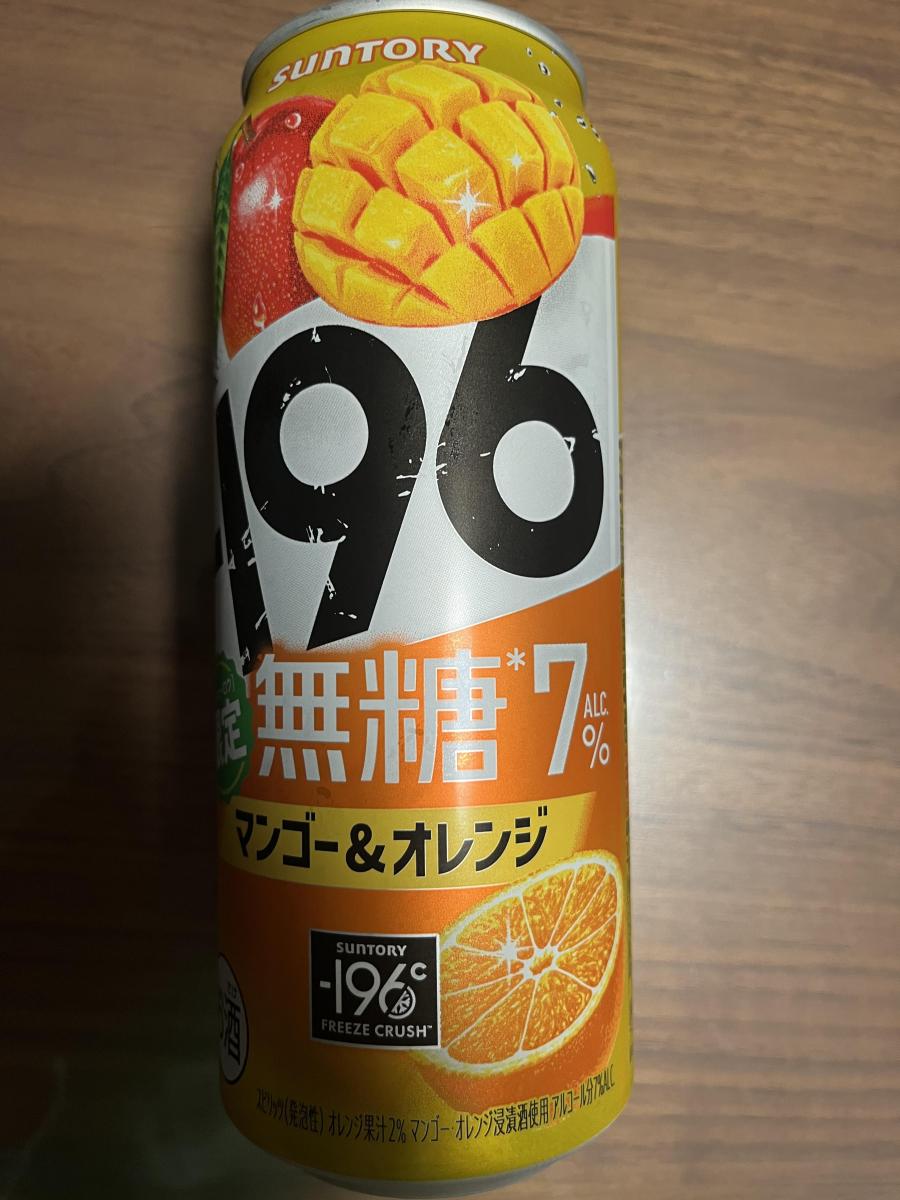 SUNTORY
-196
無糖*7
ALC.
%
マンゴー&オレンジ
SUNTORY
-196℃
FREEZE CRUSH™
酒
スピリッツ(発泡性) オレンジ果汁2% マンゴー・オレンジ浸漬酒使用 アルコール分7%ALC